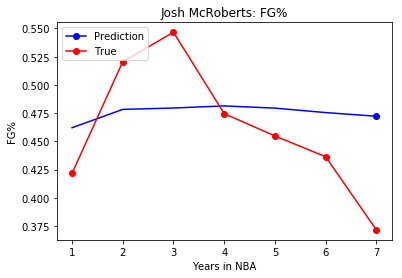 Josh McRoberts: FG%
Prediction
True
0.550
0.525
0.500
0.475
0.450
0.425
0.400
0.375
FG%
1 2 3 4 5 6 7
Years in NBA